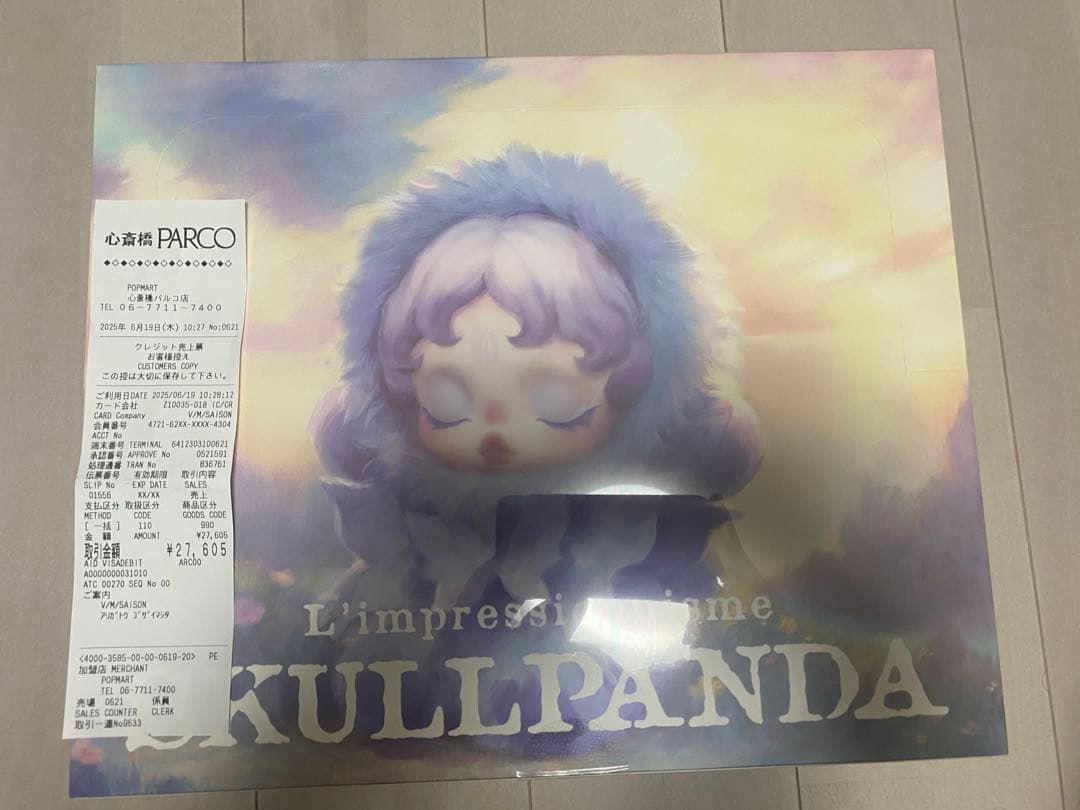 心斎橋 PARCO
POPMART
心斎橋パルコ店
TEL 06-7711-7400
2025年 6月19日(木) 10:27 No:0621
クレジット売上票
お客様控え
CUSTOMERS COPY
この控は大切に保存して下さい。
ご利用日DATE 2025/06/19 10:28:12
カード会社 Z10035-018 IC/CR
CARD Company V/M/SAISON
会員番号 4721-62XX-XXXX-4304
ACCT No
端末番号 TERMINAL 6412303100621
承認番号 APPROVE No 0521591
処理通番 TRAN No 836761
伝票番号 有効期限 取引内容
SLIP No EXP DATE SALES
01556 XX/XX 売上
支払区分 取扱区分 商品区分
METHOD CODE GOODS CODE
[ 一括 ] 110 990
金 額 AMOUNT ¥27,605
取引金額 ¥27,605
AID VISADEBIT ARC00
A0000000031010
ATC 00270 SEQ No 00
ご案内
V/M/SAISON
アリガトウ ゴザイマシタ
<4000-3585-00-00-0619-20> PE
加盟店 MERCHANT
POPMART
TEL 06-7711-7400
売場 0621 係員
SALES COUNTER CLERK
取引一連No9633
L'impressionnisme
SKULLPANDA